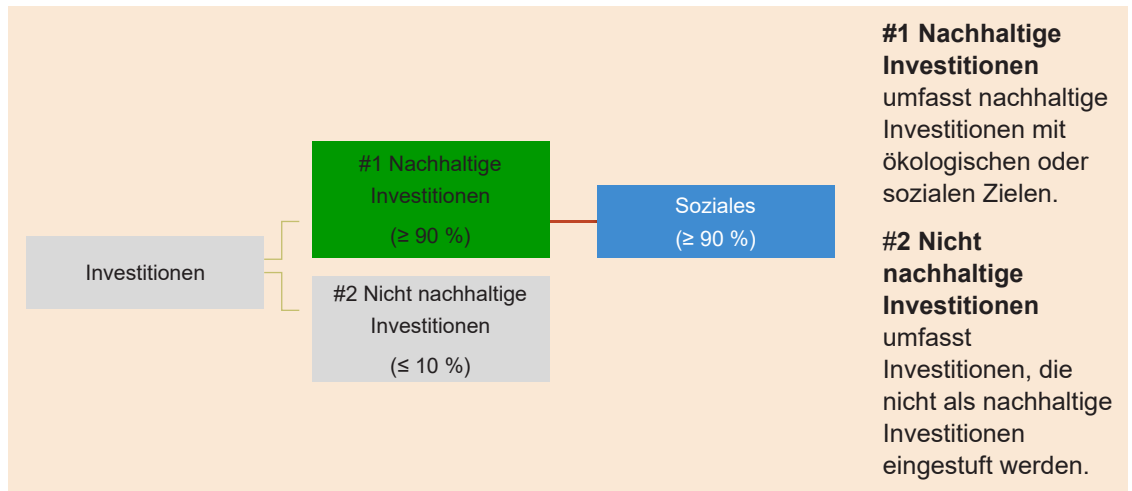 Investitionen
#1 Nachhaltige
Investitionen
(≥ 90 %)
#2 Nicht nachhaltige
Investitionen
(≤ 10 %)
Soziales
(≥ 90 %)
#1 Nachhaltige
Investitionen
umfasst nachhaltige
Investitionen mit
ökologischen oder
sozialen Zielen.
#2 Nicht
nachhaltige
Investitionen
umfasst
Investitionen, die
nicht als nachhaltige
Investitionen
eingestuft werden.